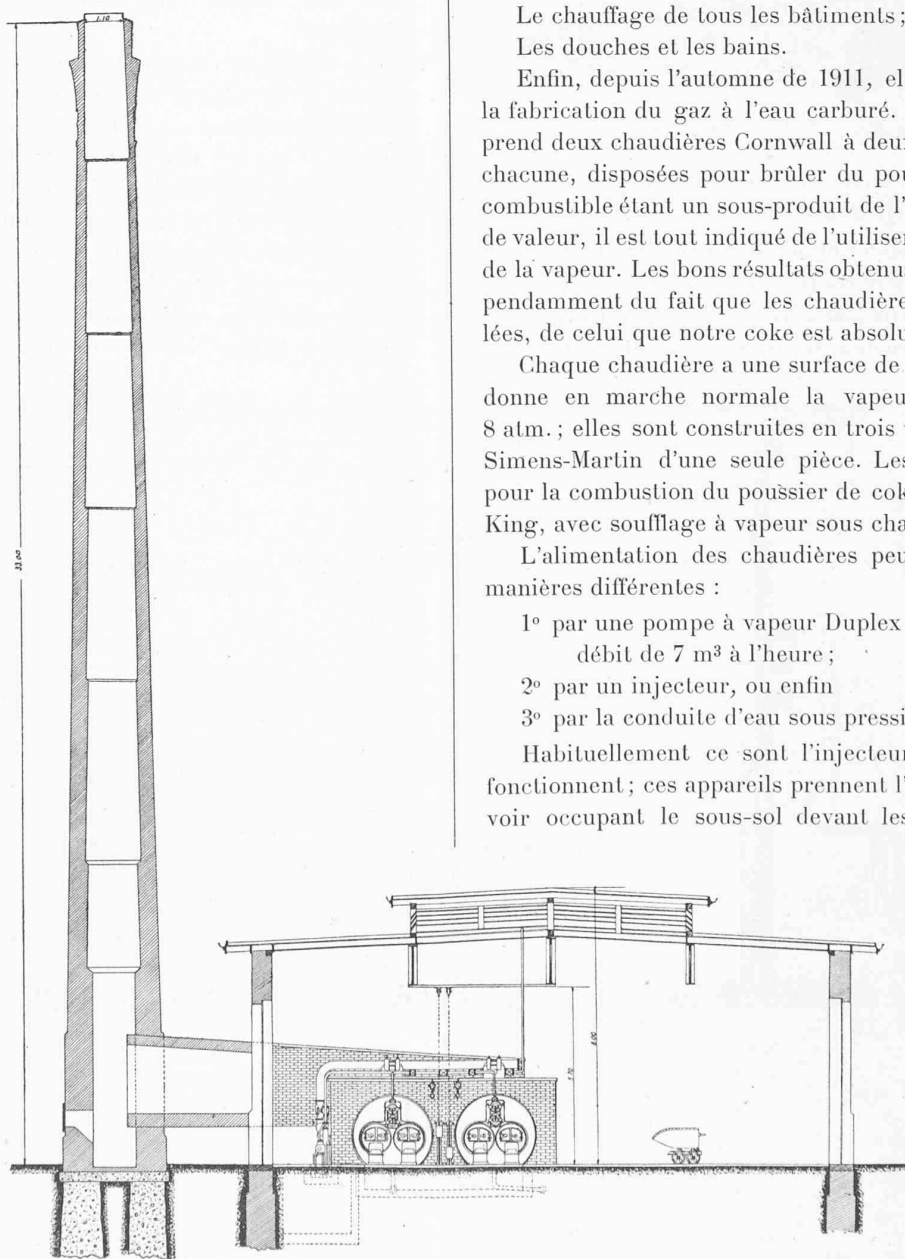 1.10
Le chauffage de tous les bâtiments ;
Les douches et les bains.
Enfin, depuis l'automne de 1911, el
la fabrication du gaz à l'eau carburé.
prend deux chaudières Cornwall à deu
chacune, disposées pour brûler du pou
combustible étant un sous-produit de l'
de valeur, il est tout indiqué de l'utiliser
de la vapeur. Les bons résultats obtenu
pendamment du fait que les chaudière
lées, de celui que notre coke est absolu
Chaque chaudière a une surface de
donne en marche normale la vapeu
8 atm. ; elles sont construites en trois
Simens-Martin d'une seule pièce. Les
pour la combustion du poussier de cok
King, avec soufflage à vapeur sous cha
L'alimentation des chaudières peu
manières différentes :
1º par une pompe à vapeur Duplex
débit de 7 m³ à l'heure ;
2º par un injecteur, ou enfin
3º par la conduite d'eau sous pressi
Habituellement ce sont l'injecteur
fonctionnent ; ces appareils prennent l'
voir occupant le sous-sol devant les
33.00